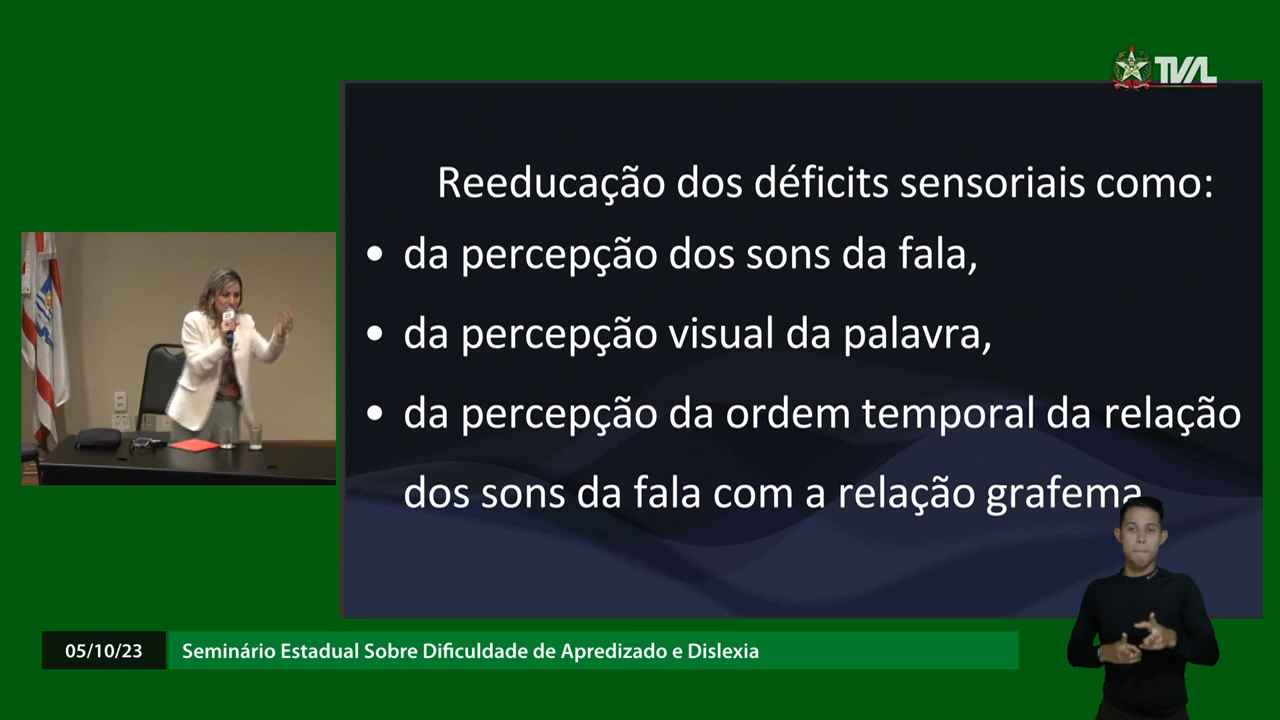 TVAL
Reeducação dos déficits sensoriais como:
• da percepção dos sons da fala,
• da percepção visual da palavra,
• da percepção da ordem temporal da relação
dos sons da fala com a relação grafema
05/10/23
Seminário Estadual Sobre Dificuldade de Apredizado e Dislexia